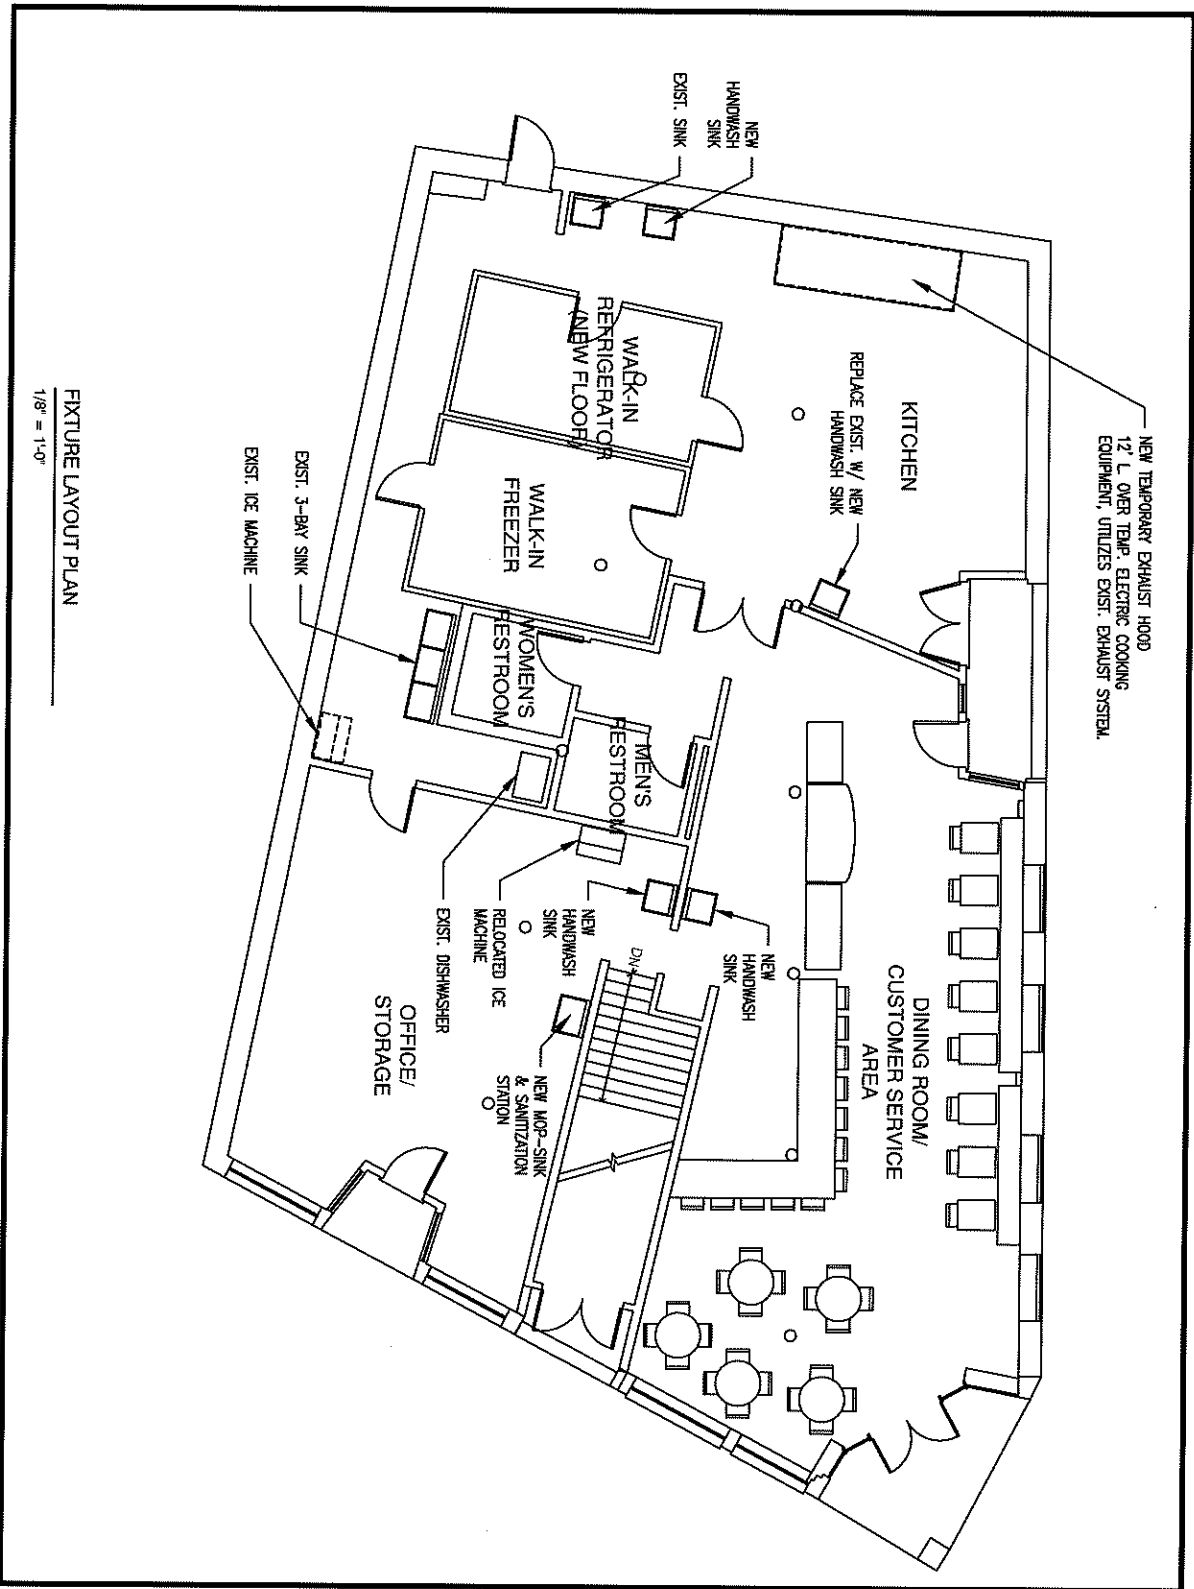 NEW TEMPORARY EXHAUST HOOD
12' L. OVER TEMP. ELECTRIC COOKING
EQUIPMENT, UTILIZES EXIST. EXHAUST SYSTEM.
NEW
HANDWASH
SINK
EXIST. SINK
KITCHEN
REPLACE EXIST. W/ NEW
HANDWASH SINK
WALK-IN
REFRIGERATOR
(NEW FLOOR)
WALK-IN
FREEZER
WOMEN'S
RESTROOM
MEN'S
RESTROOM
EXIST. 3-BAY SINK
EXIST. ICE MACHINE
DINING ROOM/
CUSTOMER SERVICE
AREA
NEW
HANDWASH
SINK
NEW
HANDWASH
SINK
RELOCATED ICE
MACHINE
EXIST. DISHWASHER
DN
NEW MOP-SINK
& SANITIZATION
STATION
OFFICE/
STORAGE
FIXTURE LAYOUT PLAN
1/8" = 1'-0"